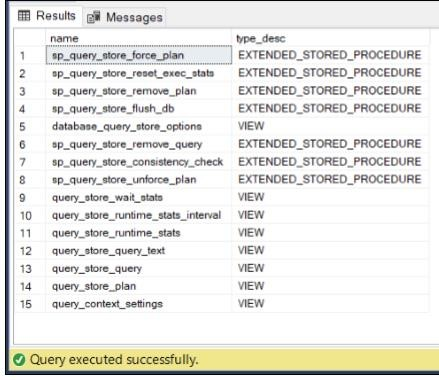 Results Messages
name type_desc
1 sp_query_store_force_plan EXTENDED_STORED_PROCEDURE
2 sp_query_store_reset_exec_stats EXTENDED_STORED_PROCEDURE
3 sp_query_store_remove_plan EXTENDED_STORED_PROCEDURE
4 sp_query_store_flush_db EXTENDED_STORED_PROCEDURE
5 database_query_store_options VIEW
6 sp_query_store_remove_query EXTENDED_STORED_PROCEDURE
7 sp_query_store_consistency_check EXTENDED_STORED_PROCEDURE
8 sp_query_store_unforce_plan EXTENDED_STORED_PROCEDURE
9 query_store_wait_stats VIEW
10 query_store_runtime_stats_interval VIEW
11 query_store_runtime_stats VIEW
12 query_store_query_text VIEW
13 query_store_query VIEW
14 query_store_plan VIEW
15 query_context_settings VIEW
Query executed successfully.